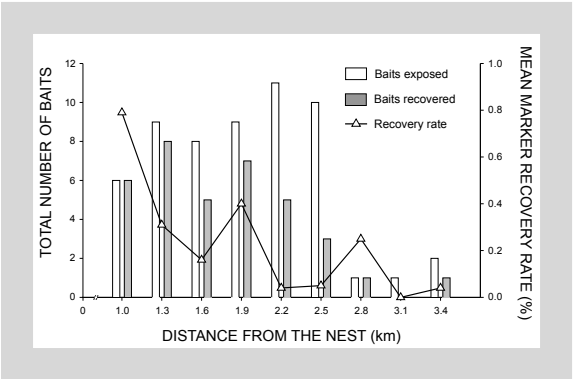 12
10
8
6
4
2
0
TOTAL NUMBER OF BAITS
Baits exposed
Baits recovered
Recovery rate
1.0
0.8
0.6
0.4
0.2
0.0
MEAN MARKER RECOVERY RATE (%)
0 1.0 1.3 1.6 1.9 2.2 2.5 2.8 3.1 3.4
DISTANCE FROM THE NEST (km)